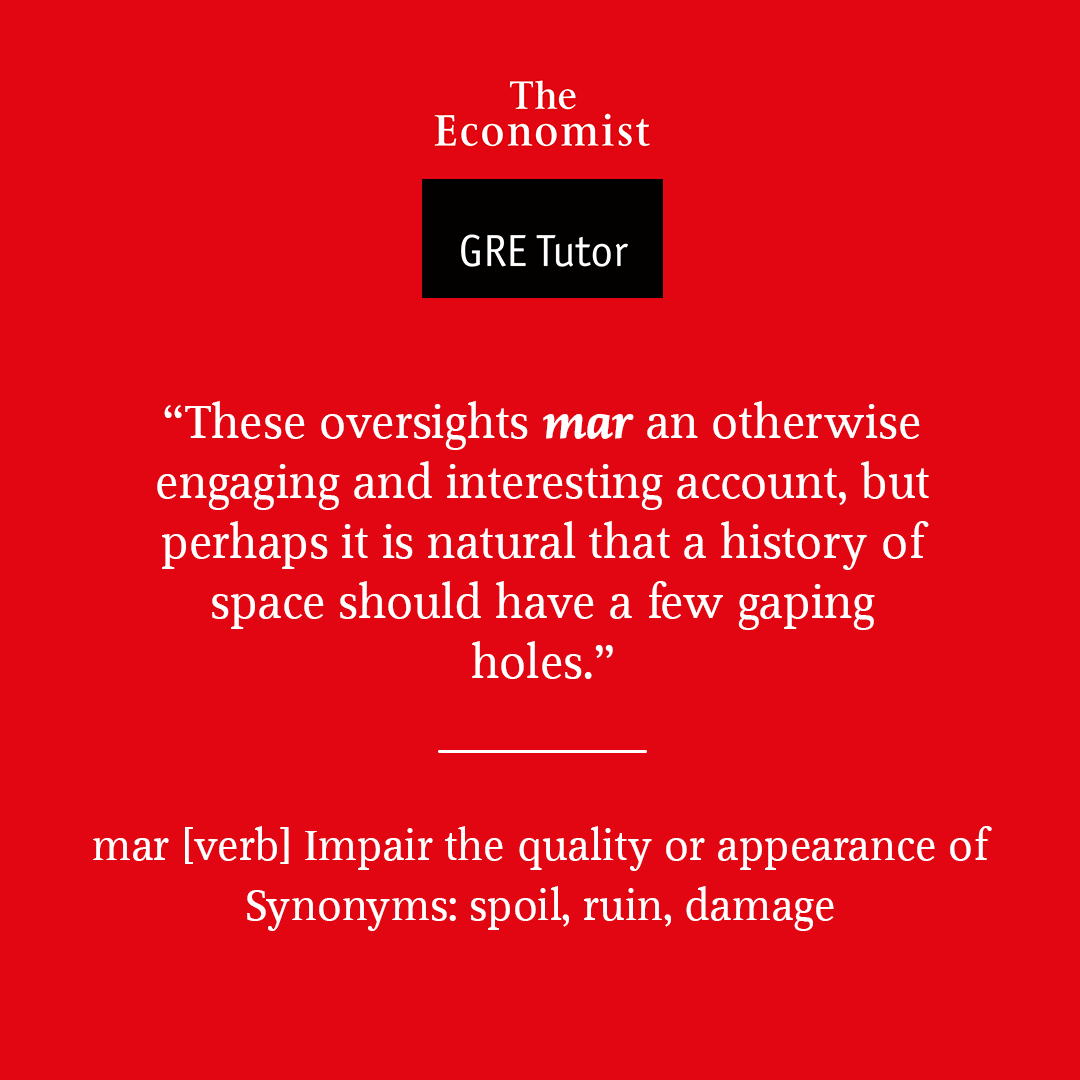 The
Economist
GRE Tutor
“These oversights mar an otherwise
engaging and interesting account, but
perhaps it is natural that a history of
space should have a few gaping
holes.”
mar [verb] Impair the quality or appearance of
Synonyms: spoil, ruin, damage